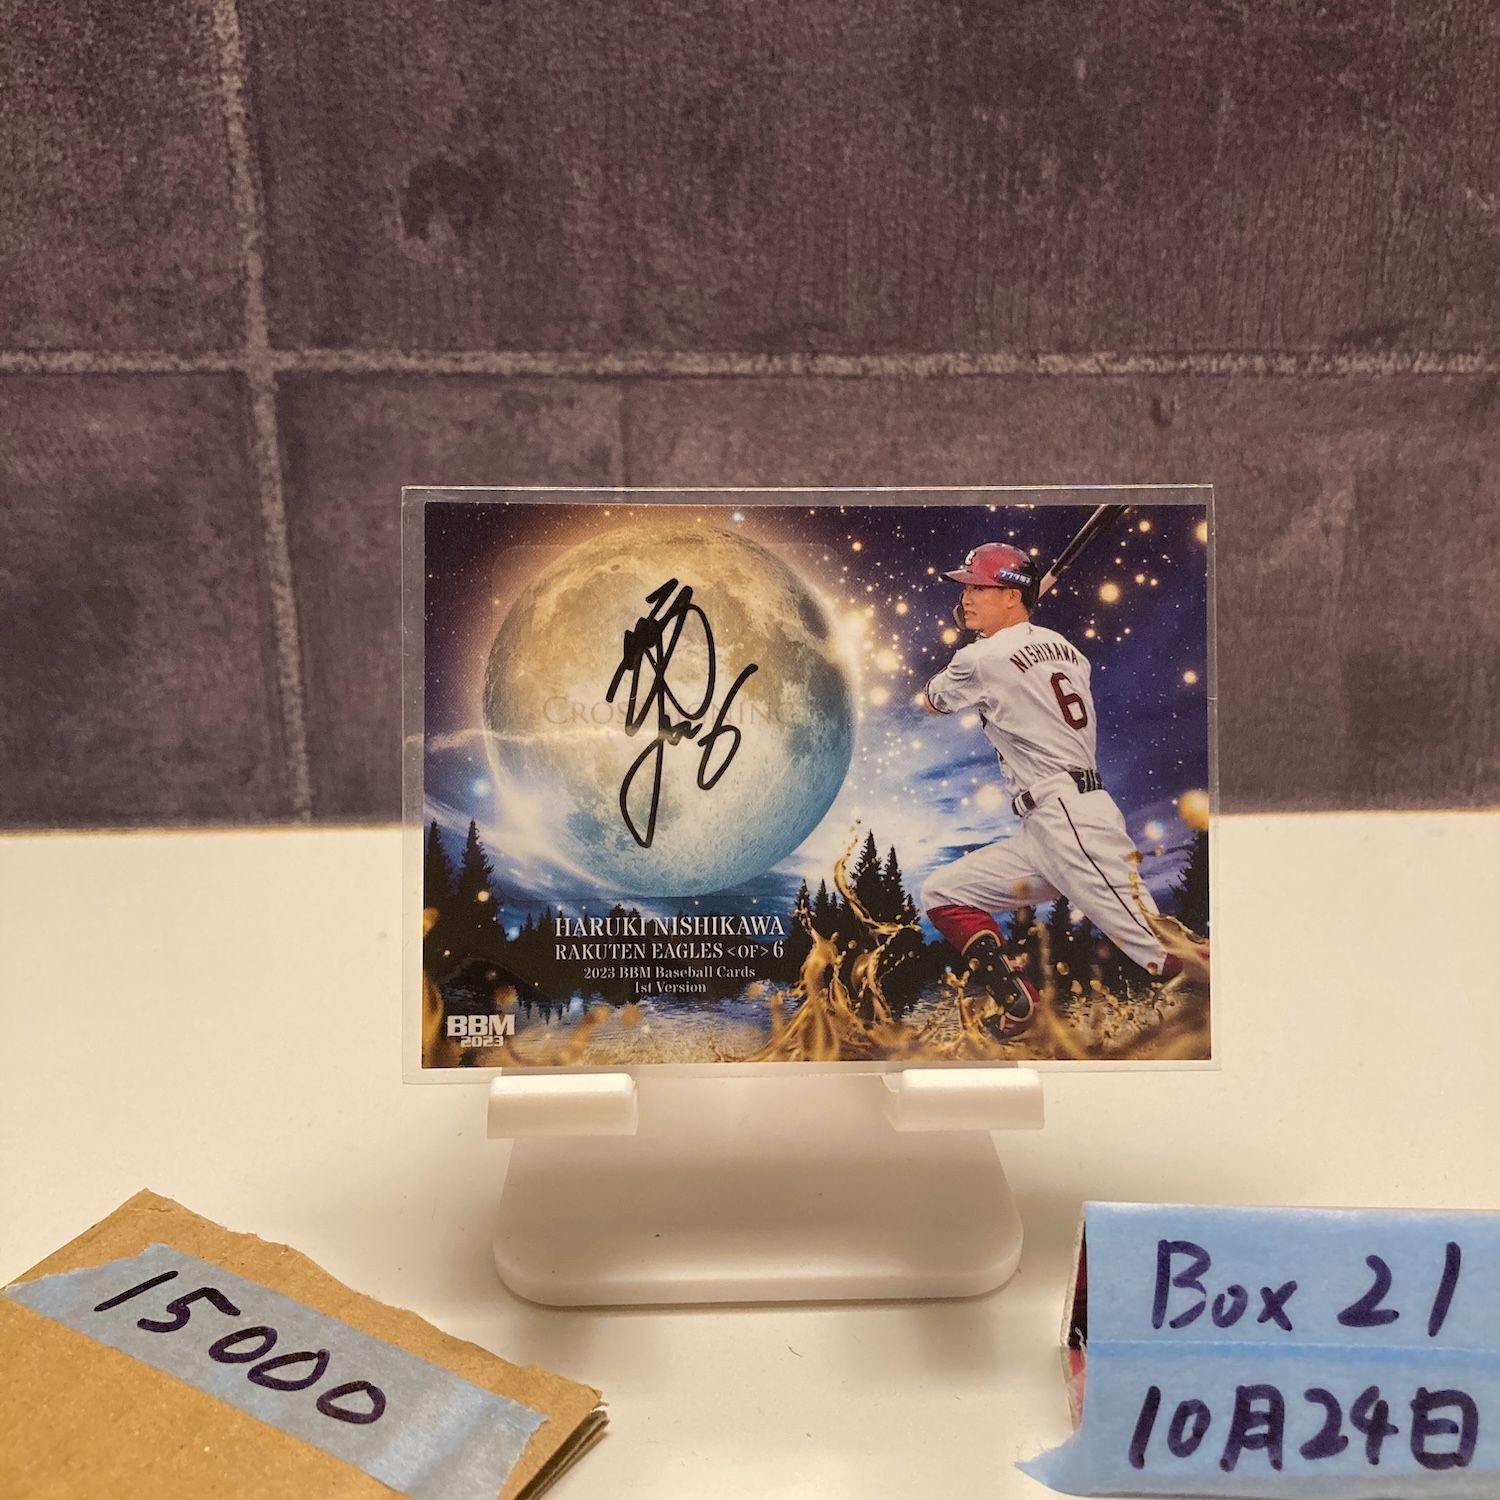 NISHIKAWA
6
6
HARUKI NISHIKAWA
RAKUTEN EAGLES <OF> 6
2023 BBM Baseball Cards
1st Version
BBM
2023
15000
Box 21
10月24日